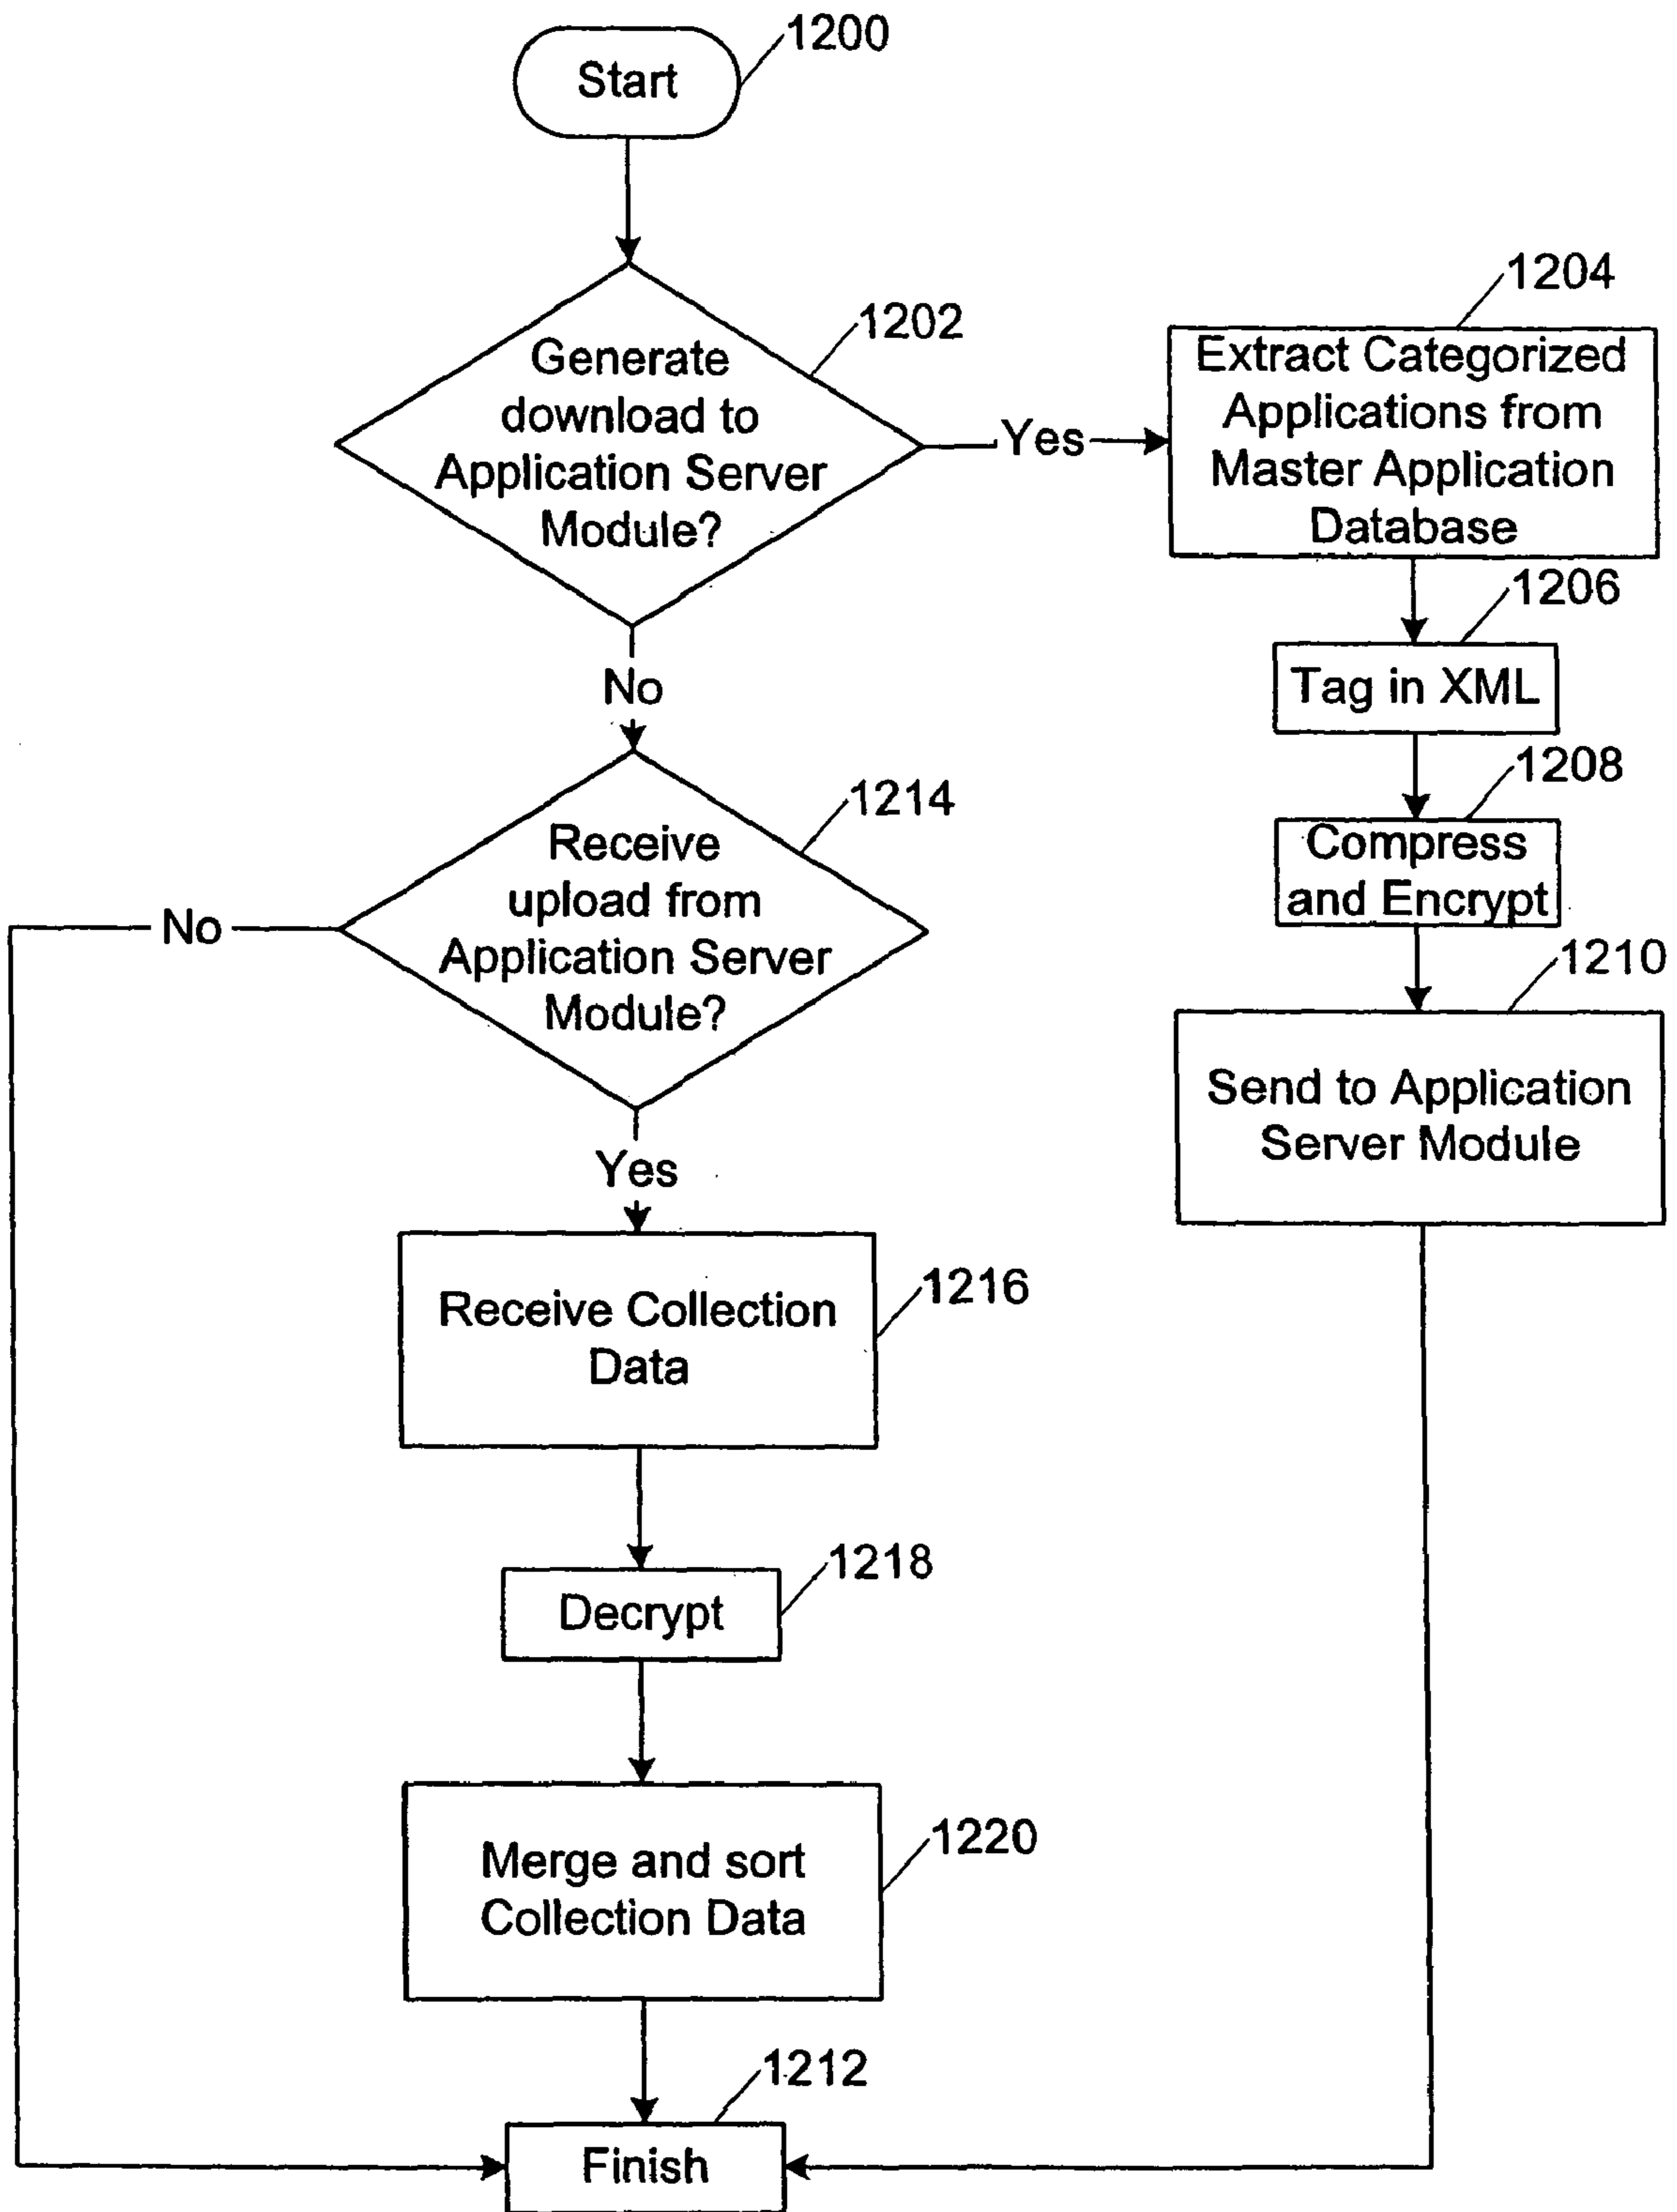 1200
Start
1202
Generate
download to
Application Server
Module?
Yes
1204
Extract Categorized
Applications from
Master Application
Database
1206
Tag in XML
1208
Compress
and Encrypt
1210
Send to Application
Server Module
No
1214
Receive
upload from
Application Server
Module?
No
Yes
1216
Receive Collection
Data
1218
Decrypt
1220
Merge and sort
Collection Data
1212
Finish